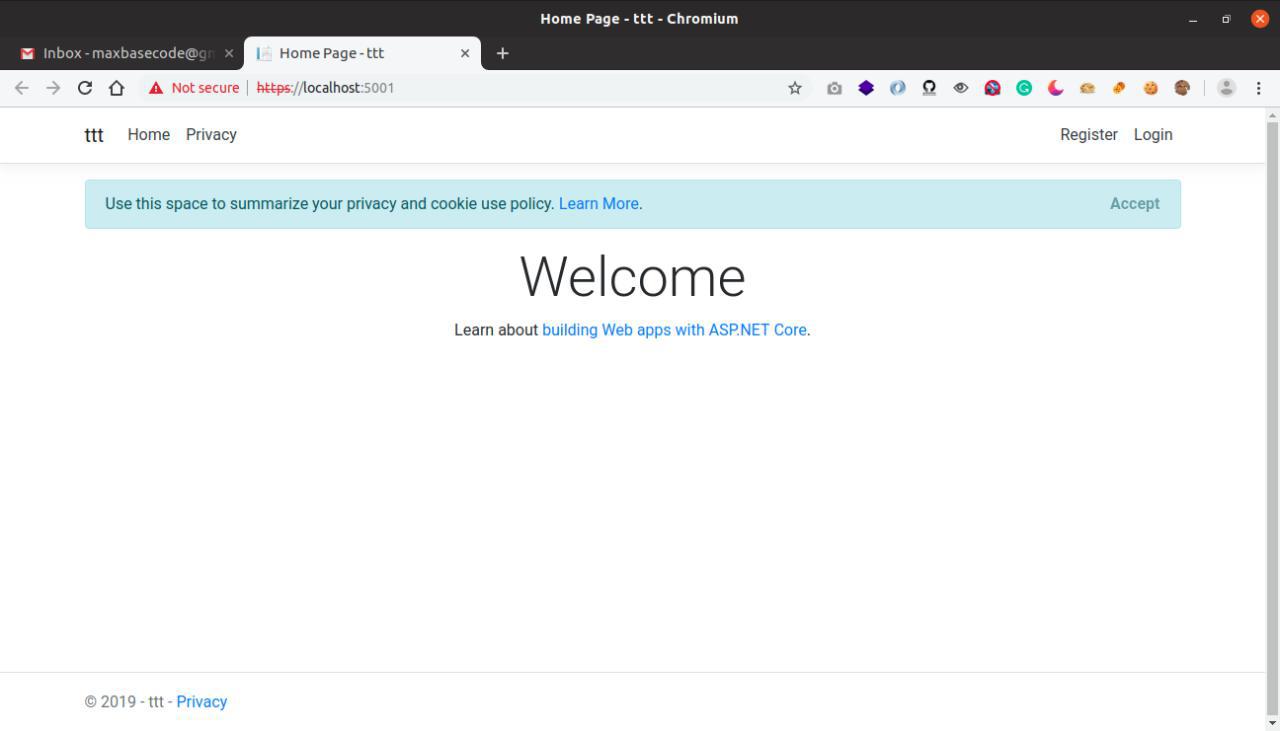 Home Page - ttt - Chromium
Inbox - maxbasecode@
Home Page - ttt
Not secure
https://localhost:5001
ttt
Home
Privacy
Register
Login
Use this space to summarize your privacy and cookie use policy. Learn More.
Accept
Welcome
Learn about building Web apps with ASP.NET Core.
© 2019 - ttt - Privacy